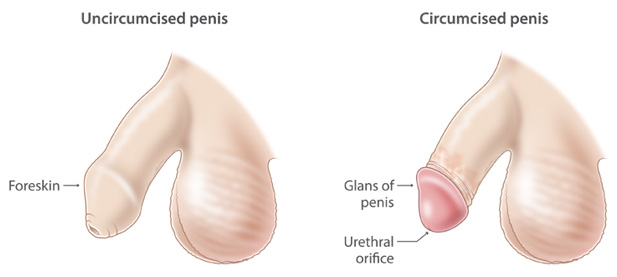 Uncircumcised penis
Circumcised penis
Foreskin
Glans of
penis
Urethral
orifice